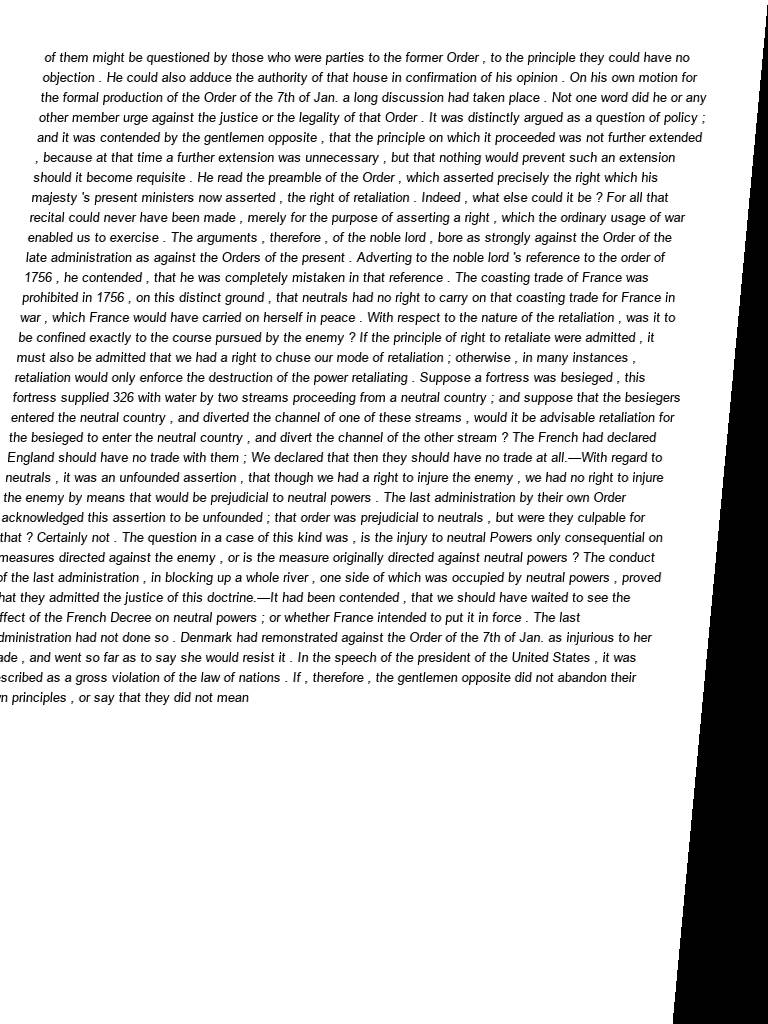 of them might be questioned by those who were parties to the former Order , to the principle they could have no
objection . He could also adduce the authority of that house in confirmation of his opinion . On his own motion for
the formal production of the Order of the 7th of Jan. a long discussion had taken place . Not one word did he or any
other member urge against the justice or the legality of that Order . It was distinctly argued as a question of policy ;
and it was contended by the gentlemen opposite , that the principle on which it proceeded was not further extended
, because at that time a further extension was unnecessary , but that nothing would prevent such an extension
should it become requisite . He read the preamble of the Order , which asserted precisely the right which his
majesty 's present ministers now asserted , the right of retaliation . Indeed , what else could it be ? For all that
recital could never have been made , merely for the purpose of asserting a right , which the ordinary usage of war
enabled us to exercise . The arguments , therefore , of the noble lord , bore as strongly against the Order of the
late administration as against the Orders of the present . Adverting to the noble lord 's reference to the order of
1756 , he contended , that he was completely mistaken in that reference . The coasting trade of France was
prohibited in 1756 , on this distinct ground , that neutrals had no right to carry on that coasting trade for France in
war , which France would have carried on herself in peace . With respect to the nature of the retaliation , was it to
be confined exactly to the course pursued by the enemy ? If the principle of right to retaliate were admitted , it
must also be admitted that we had a right to chuse our mode of retaliation ; otherwise , in many instances ,
retaliation would only enforce the destruction of the power retaliating . Suppose a fortress was besieged , this
fortress supplied 326 with water by two streams proceeding from a neutral country ; and suppose that the besiegers
entered the neutral country , and diverted the channel of one of these streams , would it be advisable retaliation for
the besieged to enter the neutral country , and divert the channel of the other stream ? The French had declared
England should have no trade with them ; We declared that then they should have no trade at all.—With regard to
neutrals , it was an unfounded assertion , that though we had a right to injure the enemy , we had no right to injure
the enemy by means that would be prejudicial to neutral powers . The last administration by their own Order
acknowledged this assertion to be unfounded ; that order was prejudicial to neutrals , but were they culpable for
that ? Certainly not . The question in a case of this kind was , is the injury to neutral Powers only consequential on
measures directed against the enemy , or is the measure originally directed against neutral powers ? The conduct
of the last administration , in blocking up a whole river , one side of which was occupied by neutral powers , proved
hat they admitted the justice of this doctrine.—It had been contended , that we should have waited to see the
ffect of the French Decree on neutral powers ; or whether France intended to put it in force . The last
dministration had not done so . Denmark had remonstrated against the Order of the 7th of Jan. as injurious to her
ade , and went so far as to say she would resist it . In the speech of the president of the United States , it was
scribed as a gross violation of the law of nations . If , therefore , the gentlemen opposite did not abandon their
n principles , or say that they did not mean